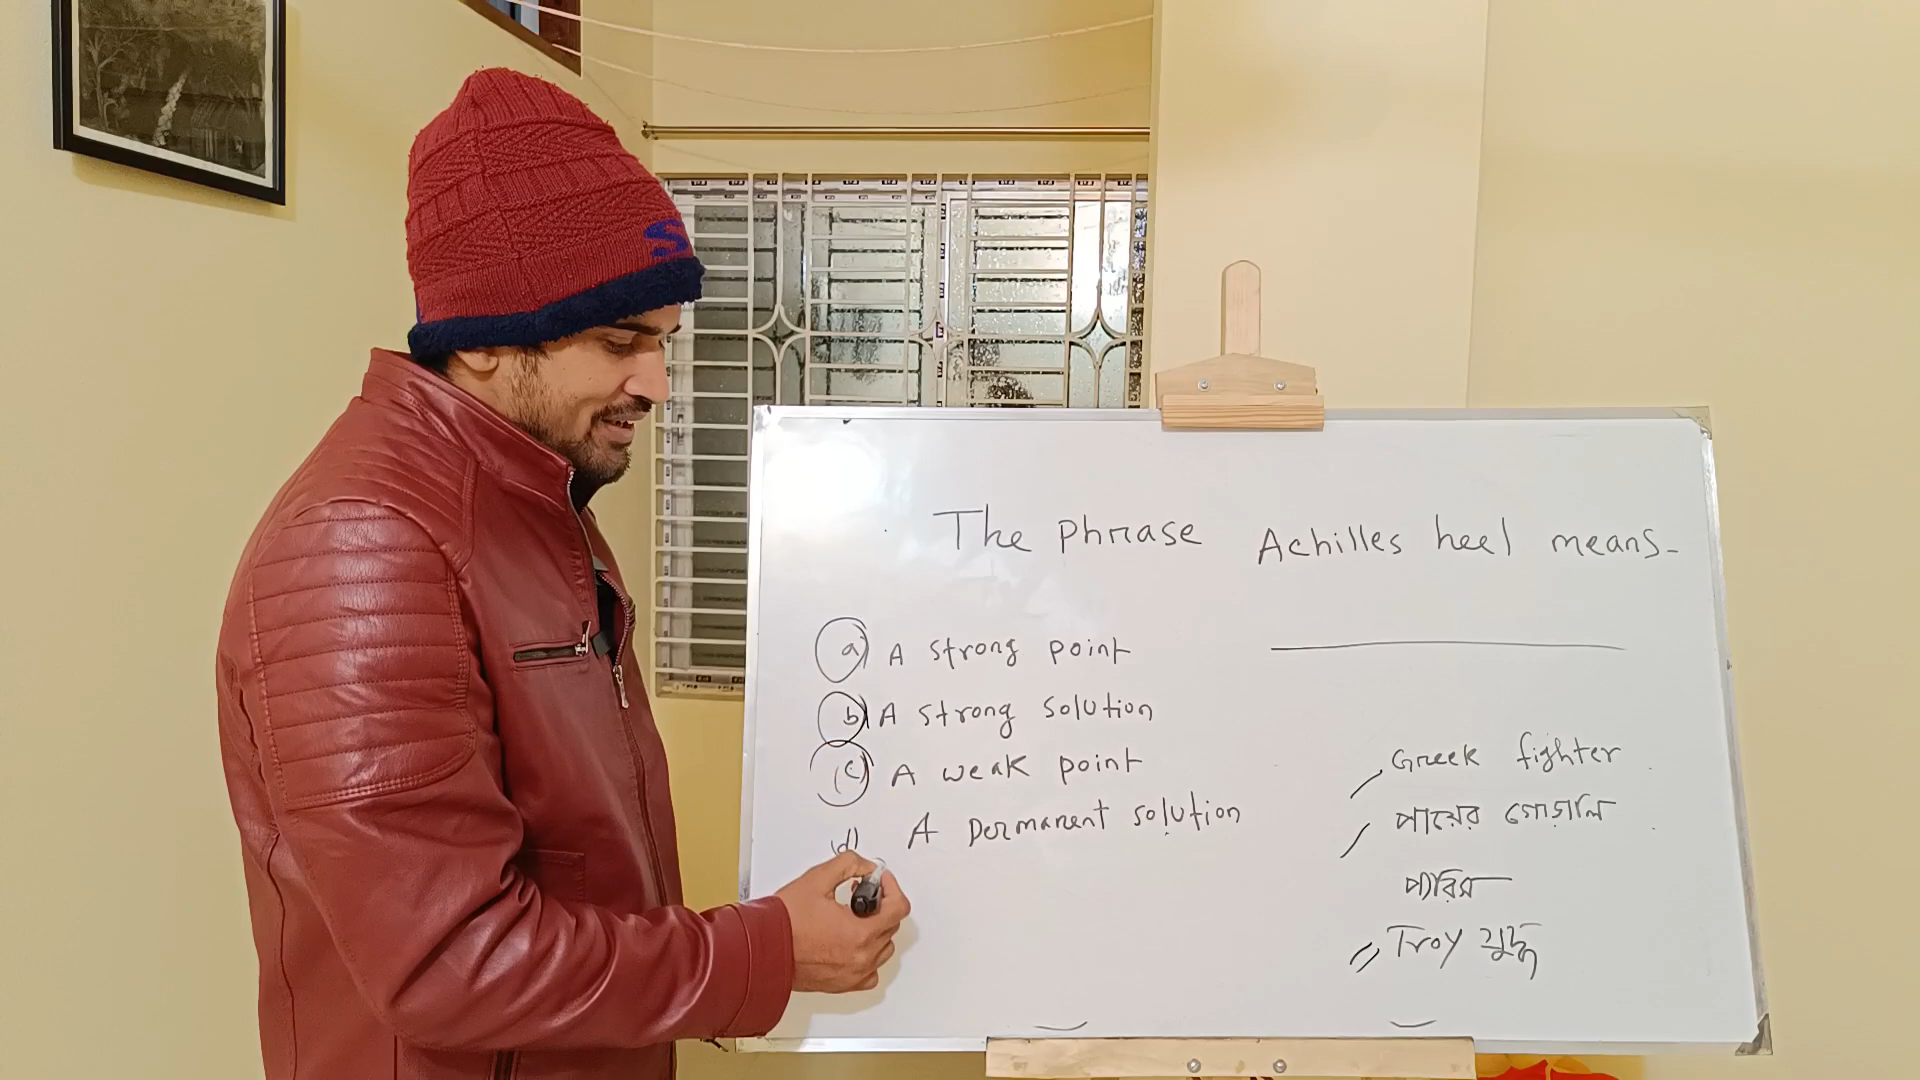 The phrase Achilles heel means-
a) A strong point
b) A strong solution
c) A weak point
d) A permanent solution
Greek fighter
পায়ের গোড়ালি
প্যারিস
Troy যুদ্ধ